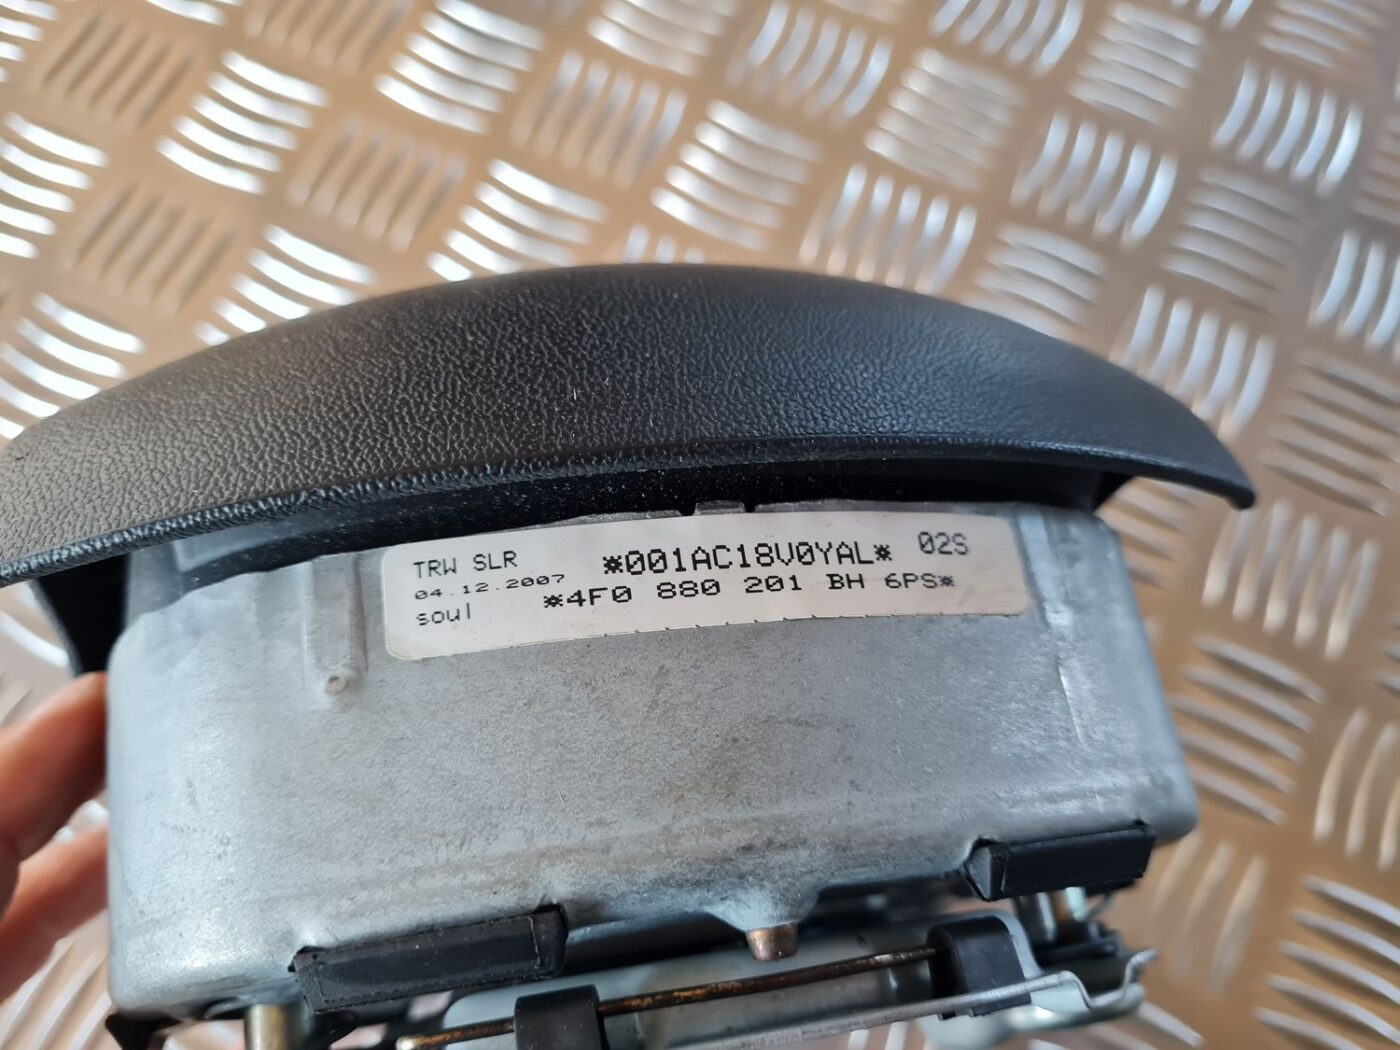 TRW SLR *001AC18V0YAL* 02S
04.12.2007 *4F0 880 201 BH 6PS*
soul